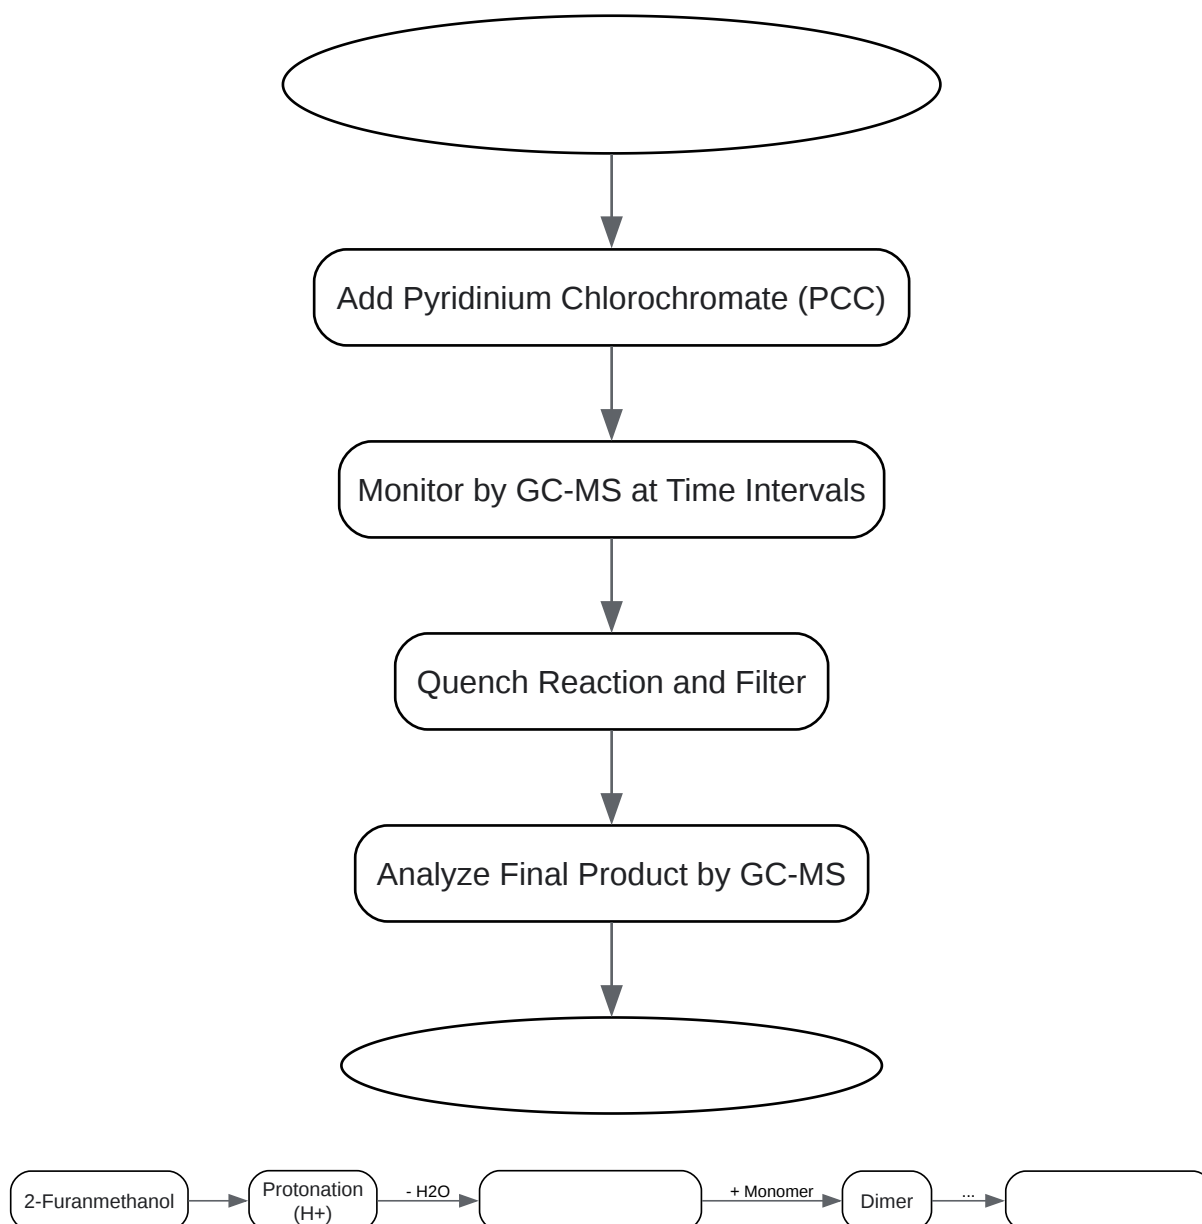 Add Pyridinium Chlorochromate (PCC)
Monitor by GC-MS at Time Intervals
Quench Reaction and Filter
Analyze Final Product by GC-MS
2-Furanmethanol
Protonation
(H+)
- H2O
+ Monomer
Dimer
...